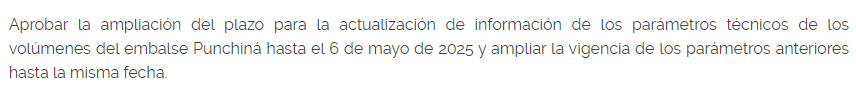 Aprobar la ampliación del plazo para la actualización de información de los parámetros técnicos de los
volúmenes del embalse Punchiná hasta el 6 de mayo de 2025 y ampliar la vigencia de los parámetros anteriores
hasta la misma fecha.